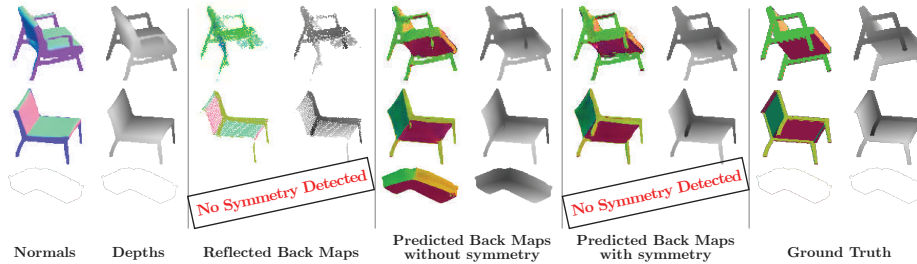 No Symmetry Detected
No Symmetry Detected
Normals
Depths
Reflected Back Maps
Predicted Back Maps
without symmetry
Predicted Back Maps
with symmetry
Ground Truth